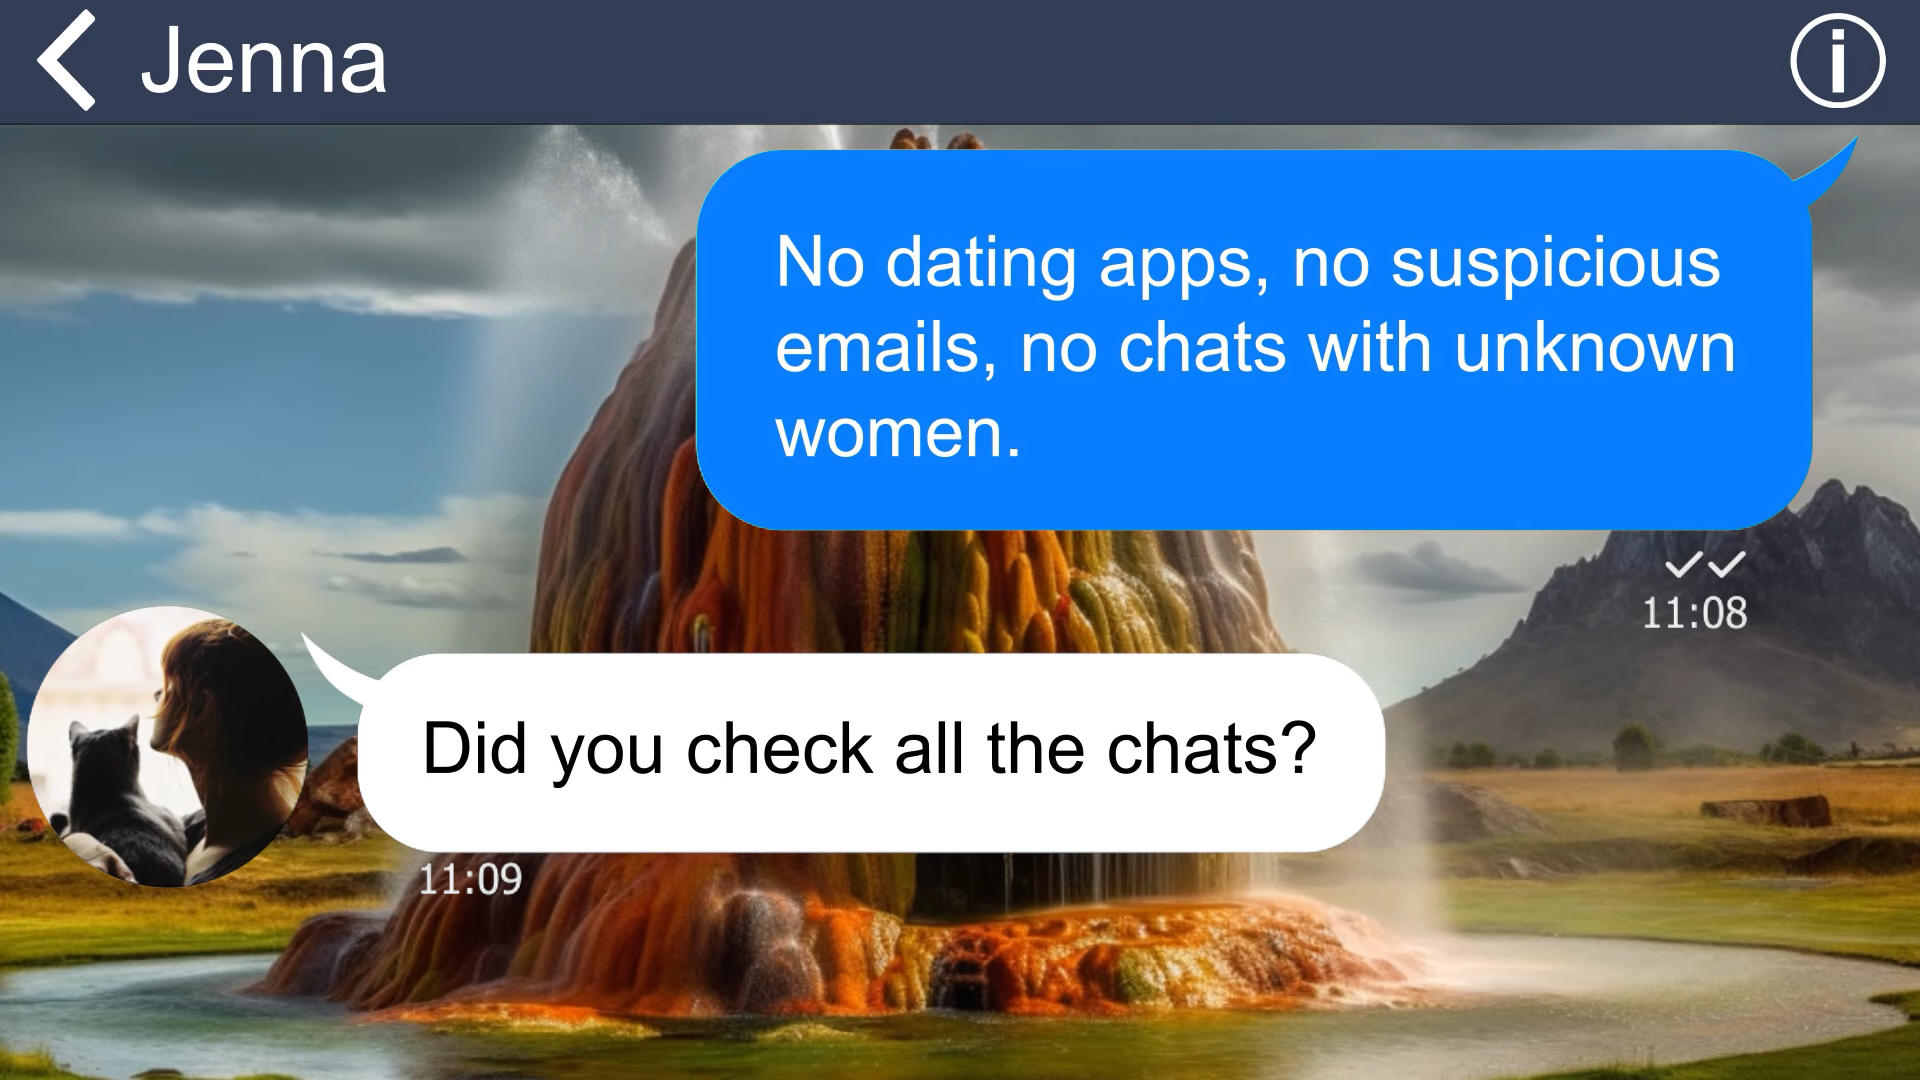 Jenna
No dating apps, no suspicious
emails, no chats with unknown
women.
11:08
Did you check all the chats?
11:09